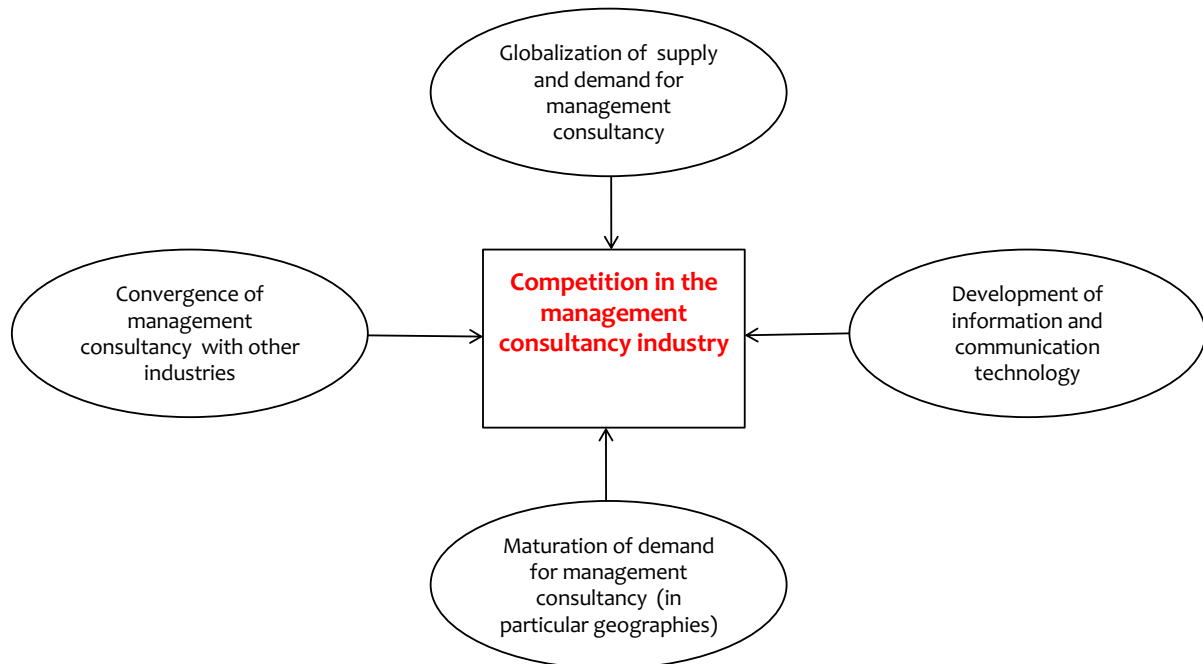 Globalization of supply
and demand for
management
consultancy
Convergence of
management
consultancy with other
industries
Competition in the
management
consultancy industry
Development of
information and
communication
technology
Maturation of demand
for management
consultancy (in
particular geographies)